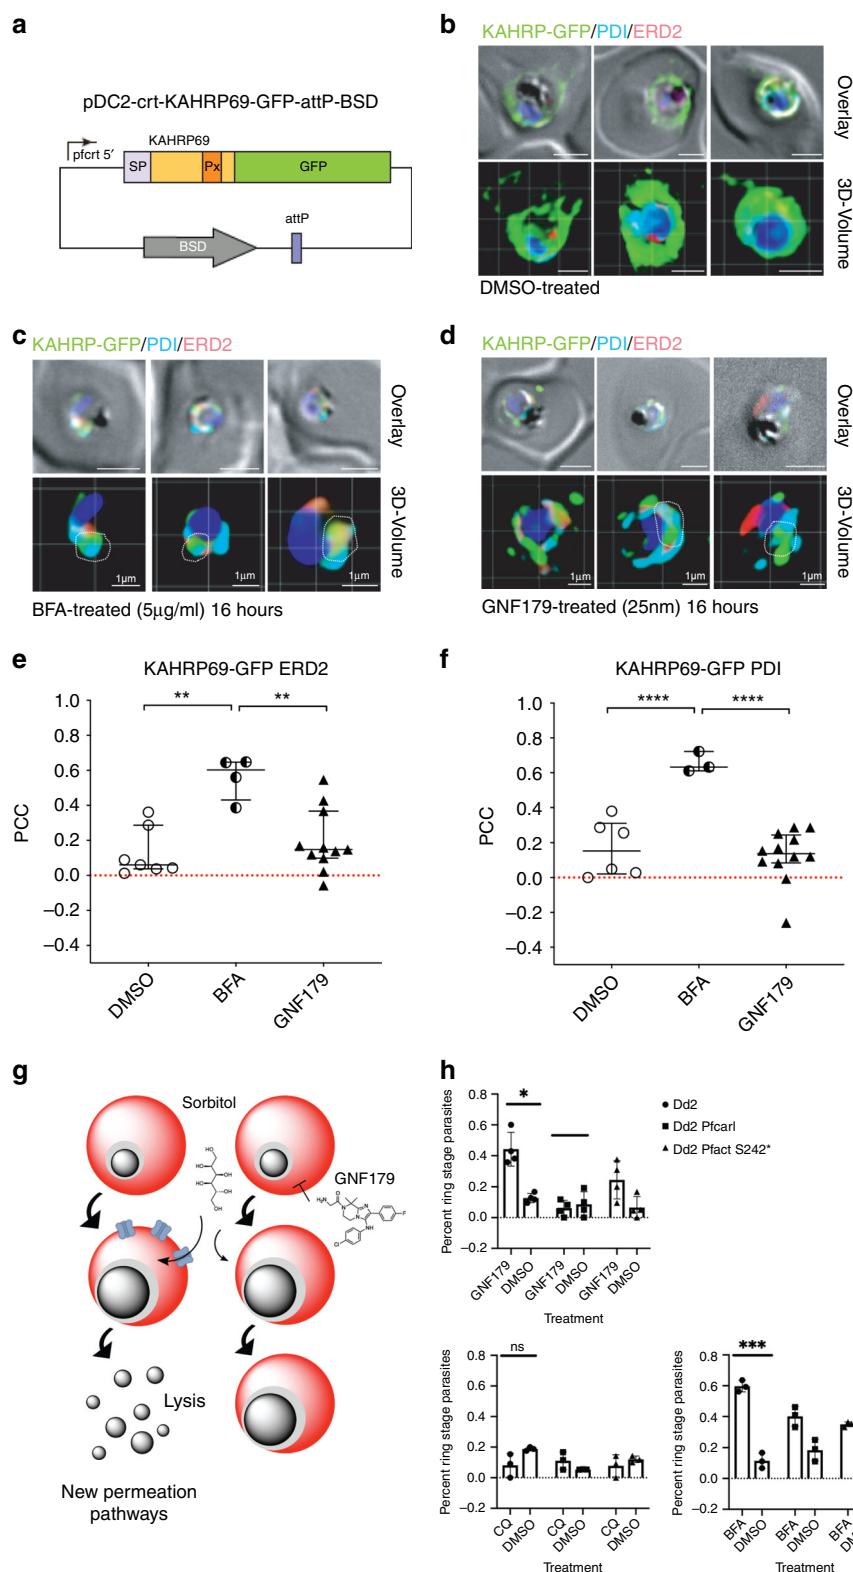 a
pDC2-crt-KAHRP69-GFP-attP-BSD
pfcrt 5′
KAHRP69
SP
Px
GFP
BSD
attP
b
KAHRP-GFP/PDI/ERD2
Overlay
3D-Volume
DMSO-treated
c
KAHRP-GFP/PDI/ERD2
Overlay
3D-Volume
1μm
1μm
1μm
BFA-treated (5μg/ml) 16 hours
d
KAHRP-GFP/PDI/ERD2
Overlay
3D-Volume
1μm
1μm
1μm
GNF179-treated (25nm) 16 hours
e
KAHRP69-GFP ERD2
**
**
PCC
1.0
0.8
0.6
0.4
0.2
0.0
−0.2
−0.4
DMSO
BFA
GNF179
f
KAHRP69-GFP PDI
****
****
PCC
1.0
0.8
0.6
0.4
0.2
0.0
−0.2
−0.4
DMSO
BFA
GNF179
g
Sorbitol
GNF179
Lysis
New permeation
pathways
h
Percent ring stage parasites
0.8
0.6
0.4
0.2
0.0
−0.2
*
GNF179
DMSO
GNF179
DMSO
GNF179
DMSO
Treatment
Dd2
Dd2 Pfcarl
Dd2 Pfact S242*
Percent ring stage parasites
0.8
0.6
0.4
0.2
0.0
−0.2
ns
CQ
DMSO
CQ
DMSO
CQ
DMSO
Treatment
Percent ring stage parasites
0.8
0.6
0.4
0.2
0.0
−0.2
***
BFA
DMSO
BFA
DMSO
BFA
Treatment